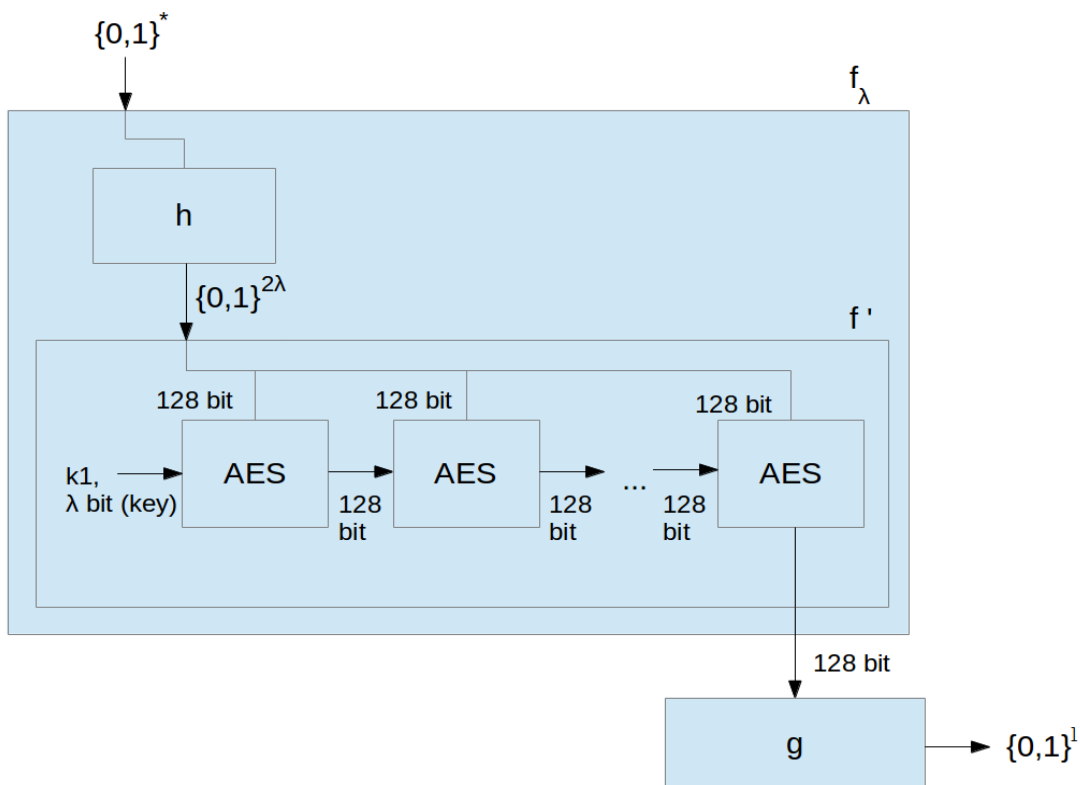 {0,1}*
f_λ
h
{0,1}^2λ
f '
128 bit
128 bit
128 bit
AES
AES
AES
k1,
λ bit (key)
...
128
bit
128
bit
128
bit
128 bit
g
{0,1}^l